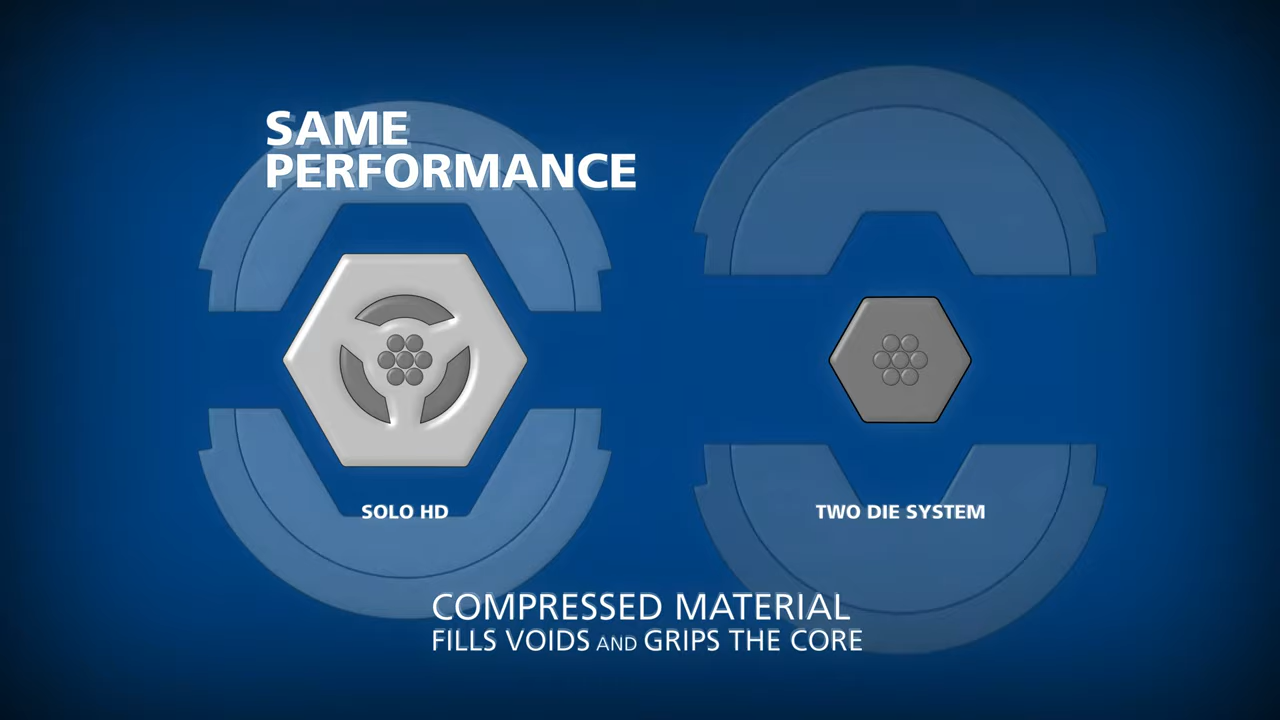 SAME
PERFORMANCE
SOLO HD
TWO DIE SYSTEM
COMPRESSED MATERIAL
FILLS VOIDS AND GRIPS THE CORE